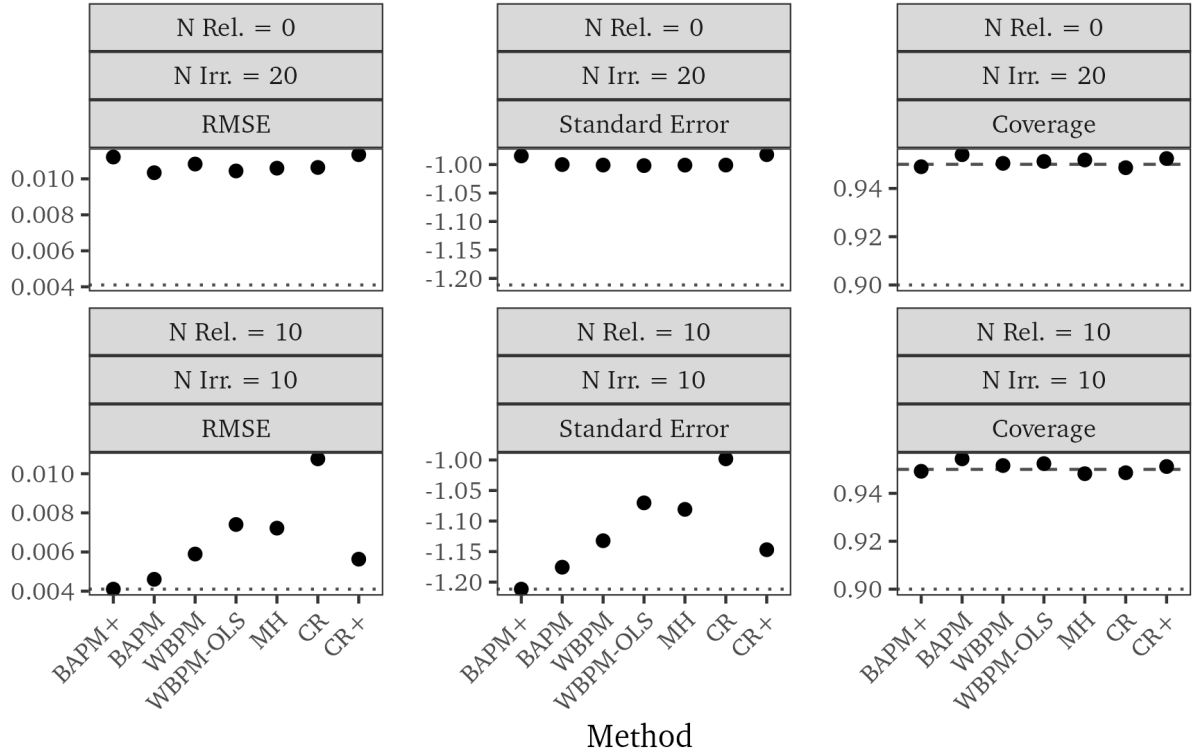 N Rel. = 0
N Irr. = 20
RMSE
0.010
0.008
0.006
0.004
N Rel. = 0
N Irr. = 20
Standard Error
-1.00
-1.05
-1.10
-1.15
-1.20
N Rel. = 0
N Irr. = 20
Coverage
0.94
0.92
0.90
N Rel. = 10
N Irr. = 10
RMSE
0.010
0.008
0.006
0.004
BAPM+
BAPM
WBPM
WBPM-OLS
MH
CR
CR+
N Rel. = 10
N Irr. = 10
Standard Error
-1.00
-1.05
-1.10
-1.15
-1.20
BAPM+
BAPM
WBPM
WBPM-OLS
MH
CR
CR+
N Rel. = 10
N Irr. = 10
Coverage
0.94
0.92
0.90
BAPM+
BAPM
WBPM
WBPM-OLS
MH
CR
CR+
Method